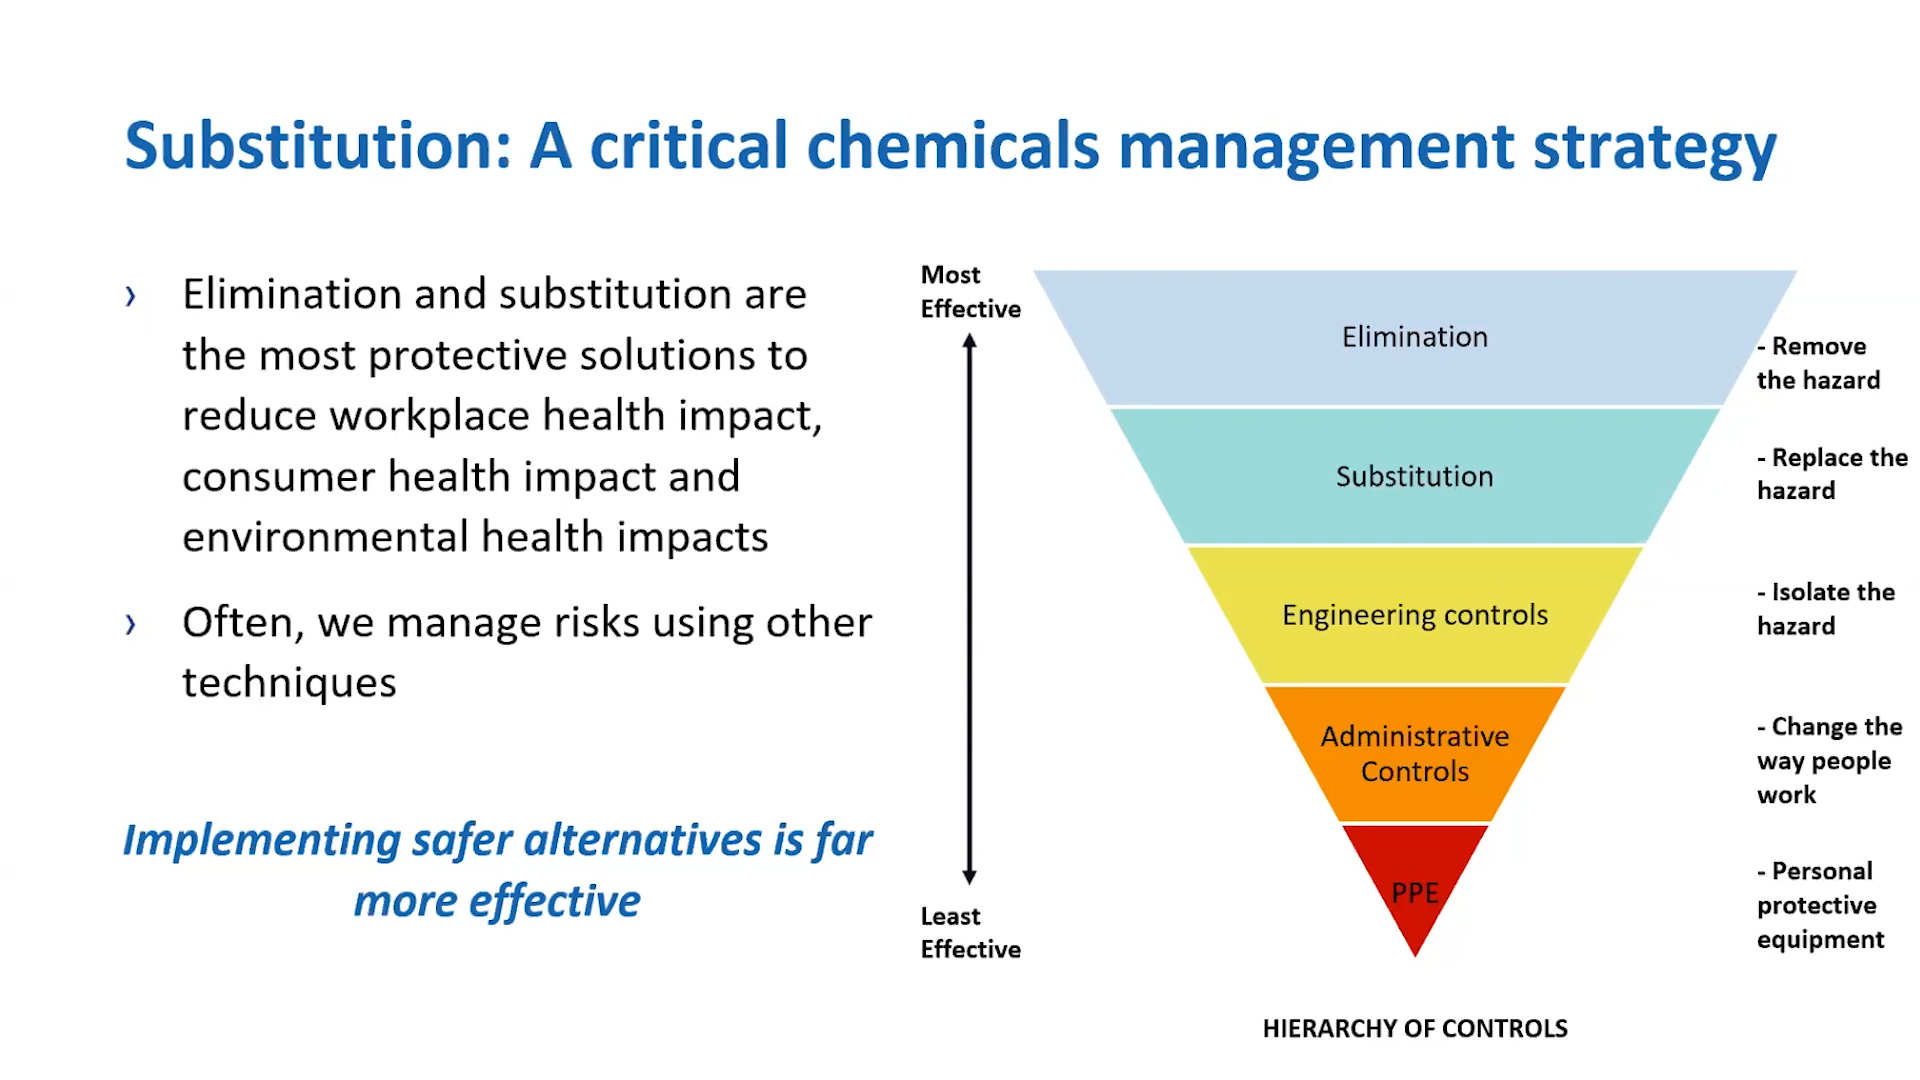 Substitution: A critical chemicals management strategy
› Elimination and substitution are
the most protective solutions to
reduce workplace health impact,
consumer health impact and
environmental health impacts
› Often, we manage risks using other
techniques
Implementing safer alternatives is far
more effective
Most
Effective
Least
Effective
Elimination
- Remove
the hazard
Substitution
- Replace the
hazard
Engineering controls
- Isolate the
hazard
Administrative
Controls
- Change the
way people
work
PPE
- Personal
protective
equipment
HIERARCHY OF CONTROLS